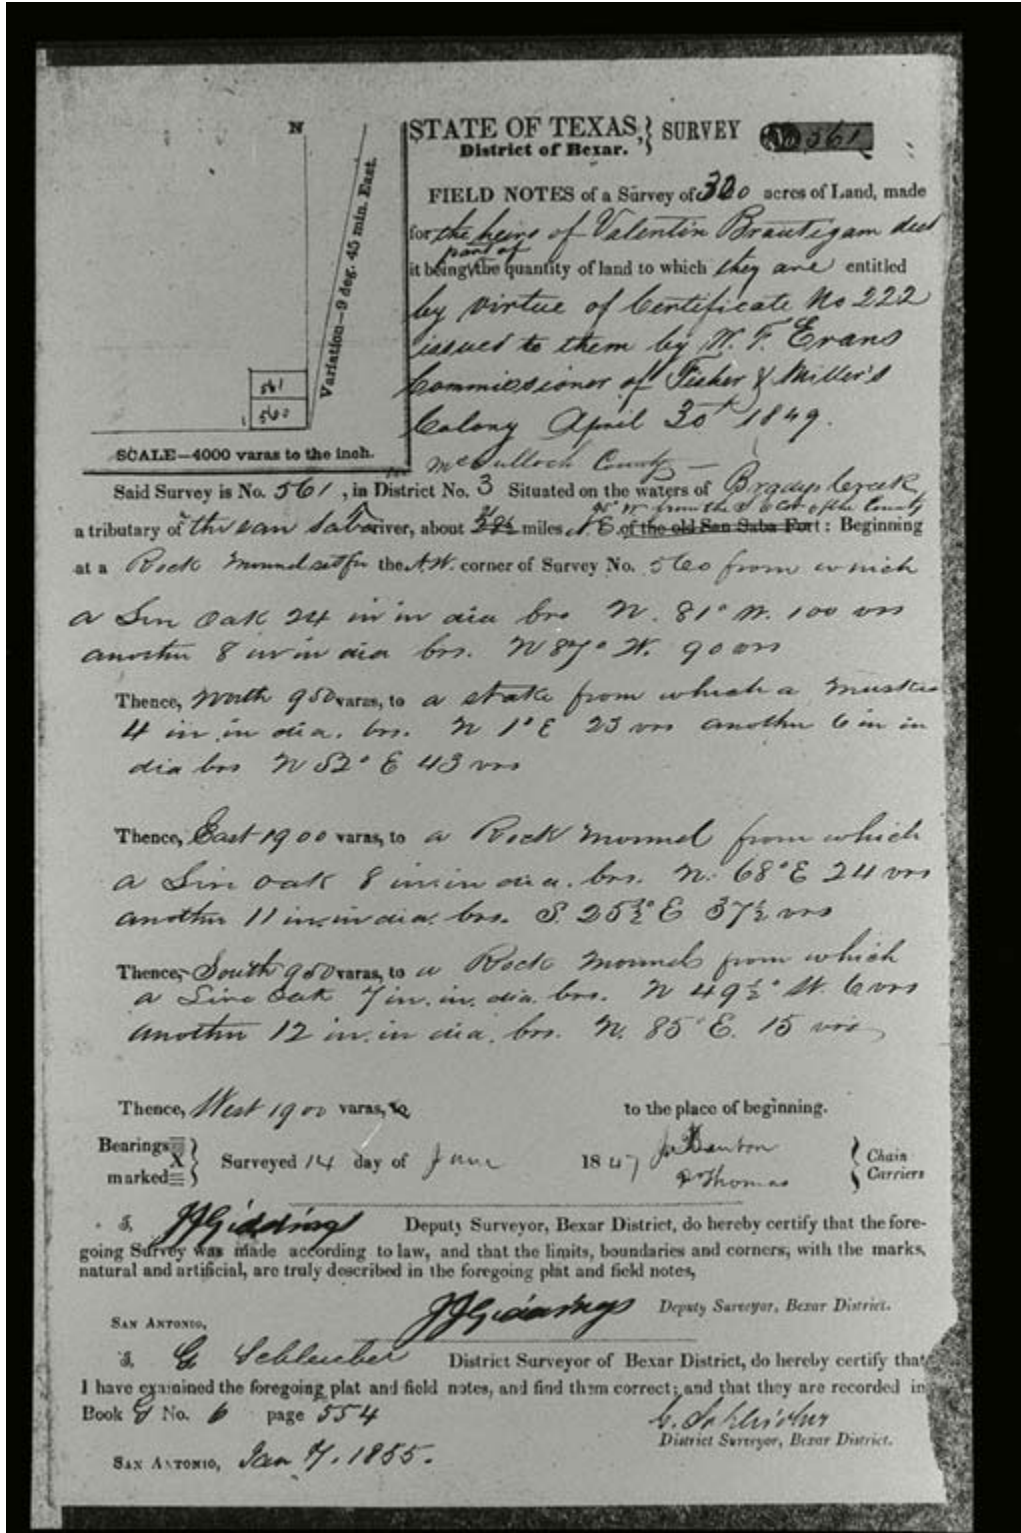 N
STATE OF TEXAS, } SURVEY No 361
District of Bexar.
Variation—9 deg. 45 min. East.
561
560
SCALE—4000 varas to the inch.
FIELD NOTES of a Survey of 320 acres of Land, made
for the heirs of Valentin Brautigam decd
part of
it being the quantity of land to which they are entitled
by virtue of Certificate No 222
issued to them by W. F. Evans
Commissioner of Fisher & Miller's
Colony April 30th 1849.
McCulloch County —
Said Survey is No. 561, in District No. 3 Situated on the waters of Bradys Creek,
W from the S E Cor of the County
a tributary of the San Saba river, about miles N. E. of the old San Saba Fort: Beginning
at a Rock Mound set for the N.W. corner of Survey No. 560 from which
a Live Oak 24 in in dia brs N. 81° W. 100 vrs
another 8 in in dia brs. N 87° W. 90 vrs
Thence, North 950 varas, to a stake from which a Muskee
4 in in dia. brs. N 1° E 23 vrs another 6 in in
dia brs N 52° E 43 vrs
Thence, East 1900 varas, to a Rock Mound from which
a Live Oak 8 ins in dia. brs. N. 68° E 24 vrs
another 11 ins in dia. brs. S. 25½° E 37½ vrs
Thence, South 950 varas, to a Rock Mound from which
a Live Oak 7 in. in. dia. brs. N 49½° W. 6 vrs
another 12 in. in dia. brs. N. 85° E. 15 vrs
Thence, West 1900 varas, to to the place of beginning.
Bearings marked X } Surveyed 14 day of June 1847 Thomas { Chain Carriers
I, JJ Giddings Deputy Surveyor, Bexar District, do hereby certify that the fore-
going Survey was made according to law, and that the limits, boundaries and corners, with the marks,
natural and artificial, are truly described in the foregoing plat and field notes,
JJ Giddings Deputy Surveyor, Bexar District.
SAN ANTONIO,
I, G Schleicher District Surveyor of Bexar District, do hereby certify that
I have examined the foregoing plat and field notes, and find them correct; and that they are recorded in
Book G No. 6 page 554
G. Schleicher
District Surveyor, Bexar District.
SAN ANTONIO, Jan 7. 1855.